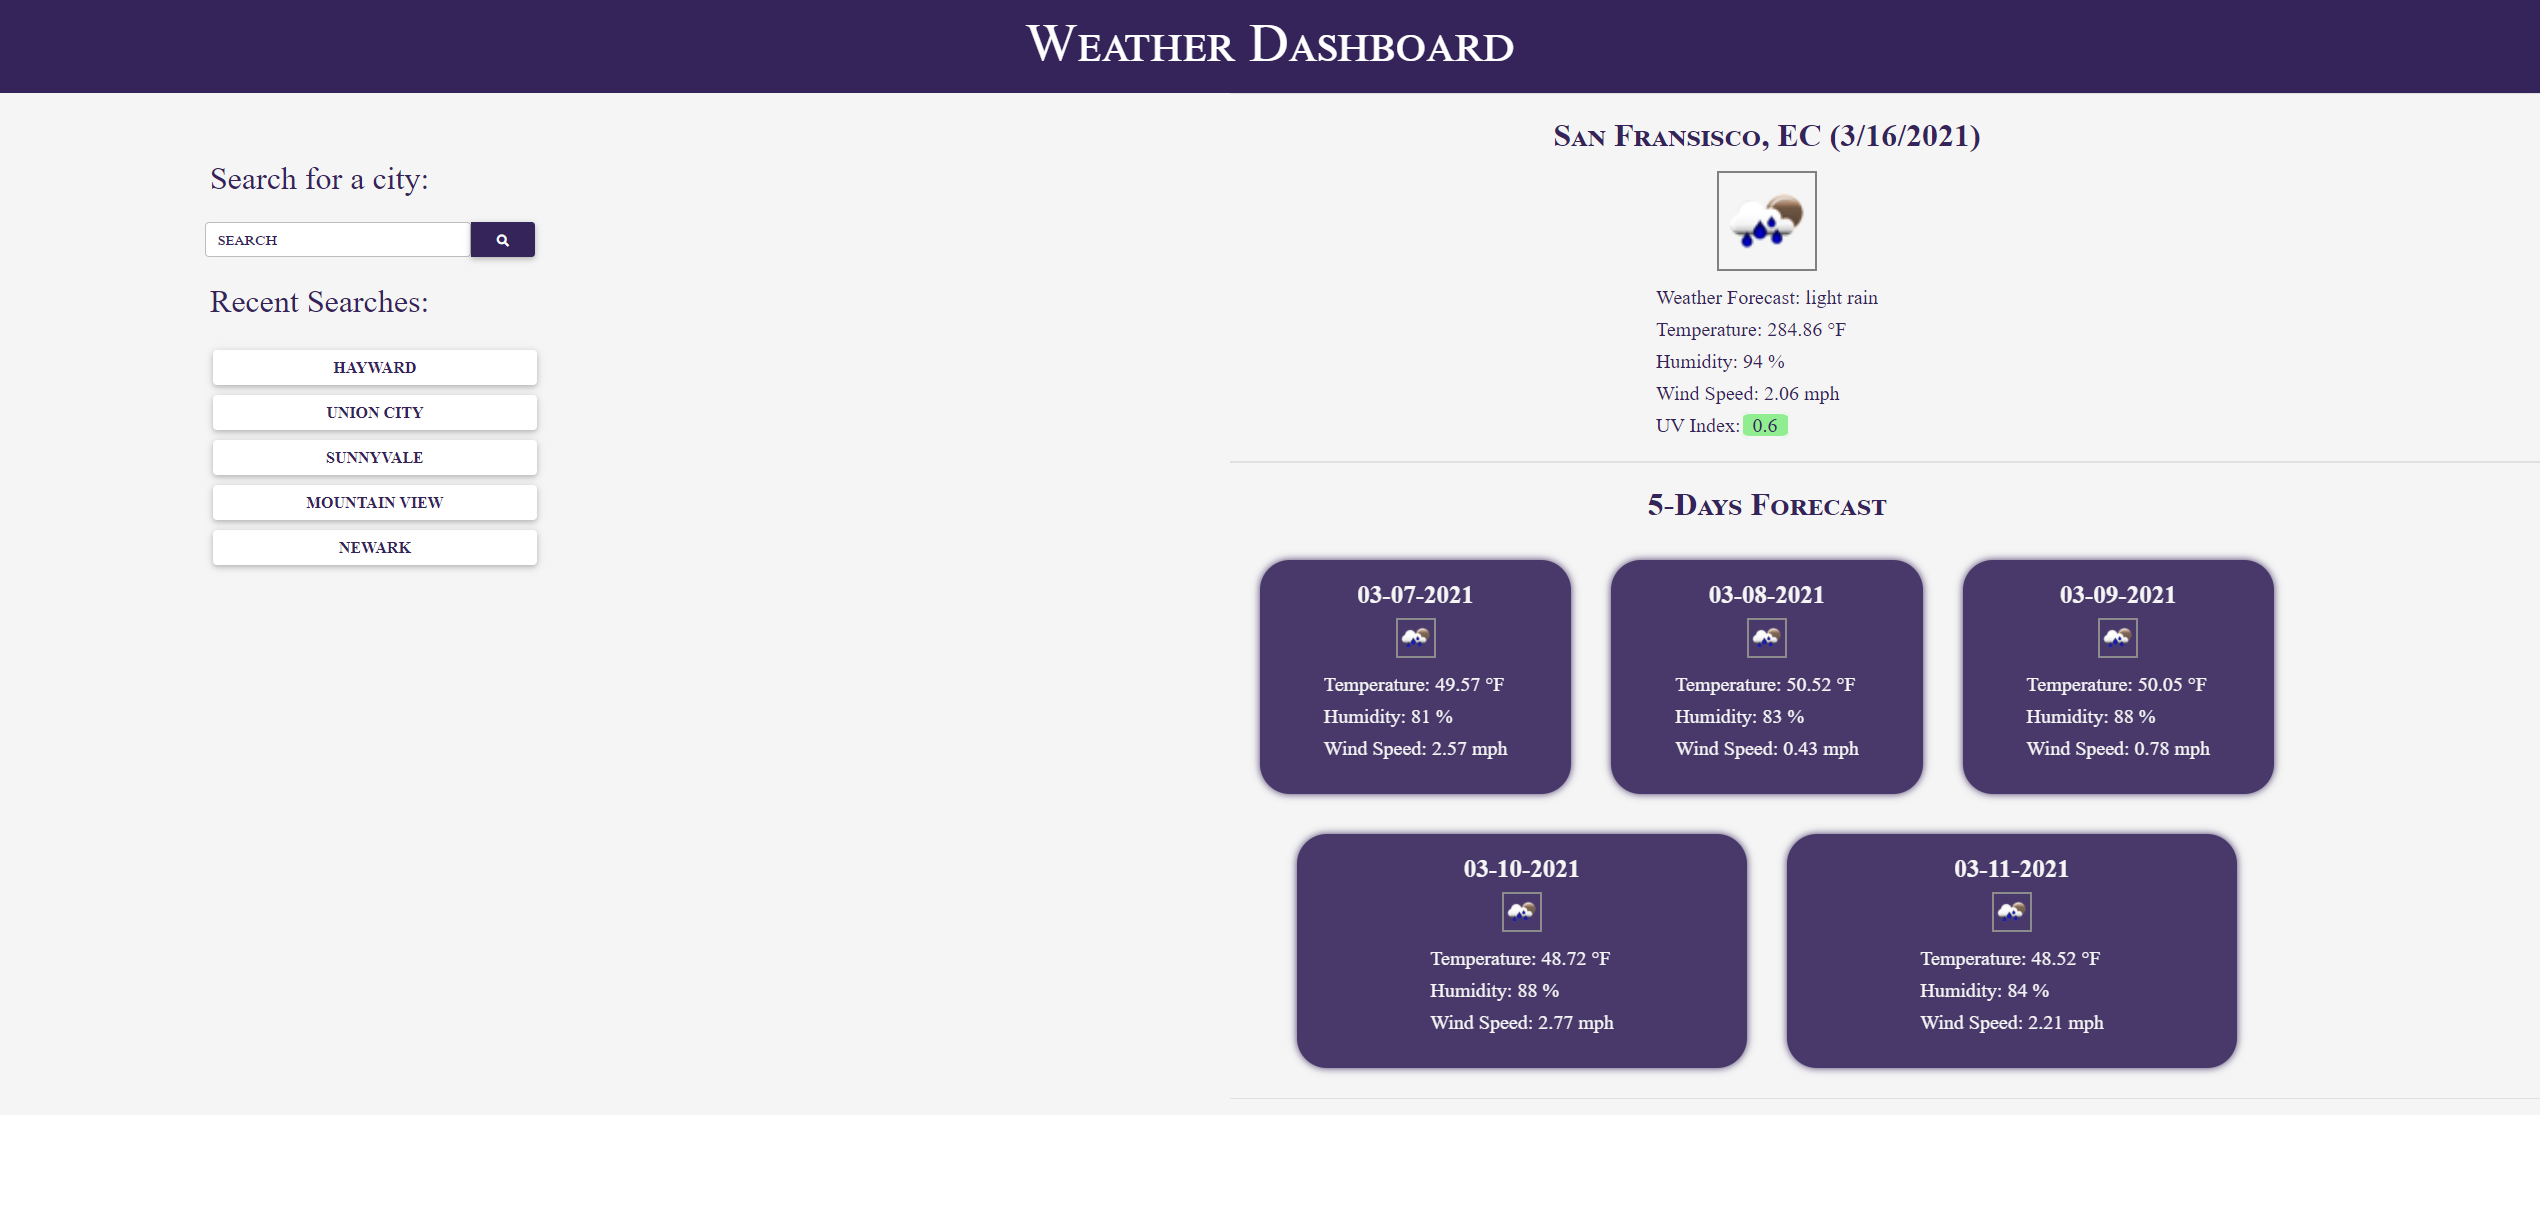 Weather Dashboard
Search for a city:
SEARCH
Recent Searches:
HAYWARD
UNION CITY
SUNNYVALE
MOUNTAIN VIEW
NEWARK
San Fransisco, EC (3/16/2021)
Weather Forecast: light rain
Temperature: 284.86 °F
Humidity: 94 %
Wind Speed: 2.06 mph
UV Index: 0.6
5-Days Forecast
03-07-2021
Temperature: 49.57 °F
Humidity: 81 %
Wind Speed: 2.57 mph
03-08-2021
Temperature: 50.52 °F
Humidity: 83 %
Wind Speed: 0.43 mph
03-09-2021
Temperature: 50.05 °F
Humidity: 88 %
Wind Speed: 0.78 mph
03-10-2021
Temperature: 48.72 °F
Humidity: 88 %
Wind Speed: 2.77 mph
03-11-2021
Temperature: 48.52 °F
Humidity: 84 %
Wind Speed: 2.21 mph